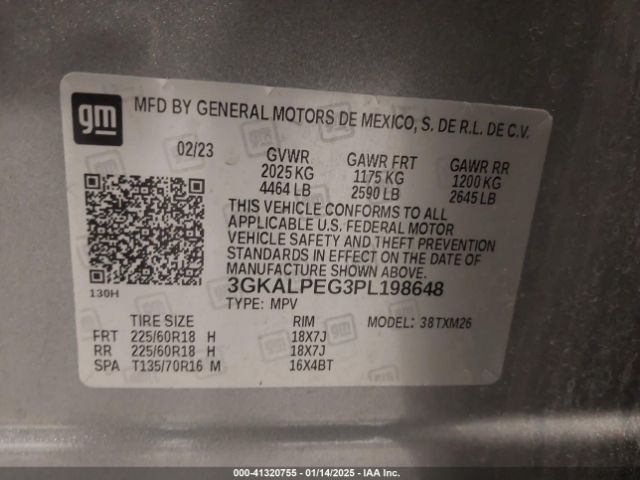 gm
MFD BY GENERAL MOTORS DE MEXICO, S. DE R.L. DE C.V.
02/23 GVWR GAWR FRT GAWR RR
2025 KG 1175 KG 1200 KG
4464 LB 2590 LB 2645 LB
THIS VEHICLE CONFORMS TO ALL
APPLICABLE U.S. FEDERAL MOTOR
VEHICLE SAFETY AND THEFT PREVENTION
STANDARDS IN EFFECT ON THE DATE OF
MANUFACTURE SHOWN ABOVE.
130H 3GKALPEG3PL198648
TYPE: MPV
TIRE SIZE RIM MODEL: 38TXM26
FRT 225/60R18 H 18X7J
RR 225/60R18 H 18X7J
SPA T135/70R16 M 16X4BT
000-41320755 - 01/14/2025 - IAA Inc.